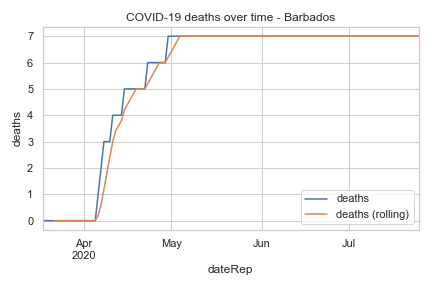 COVID-19 deaths over time - Barbados
7
6
5
4
3
2
1
0
deaths
deaths
deaths (rolling)
Apr May Jun Jul
2020
dateRep